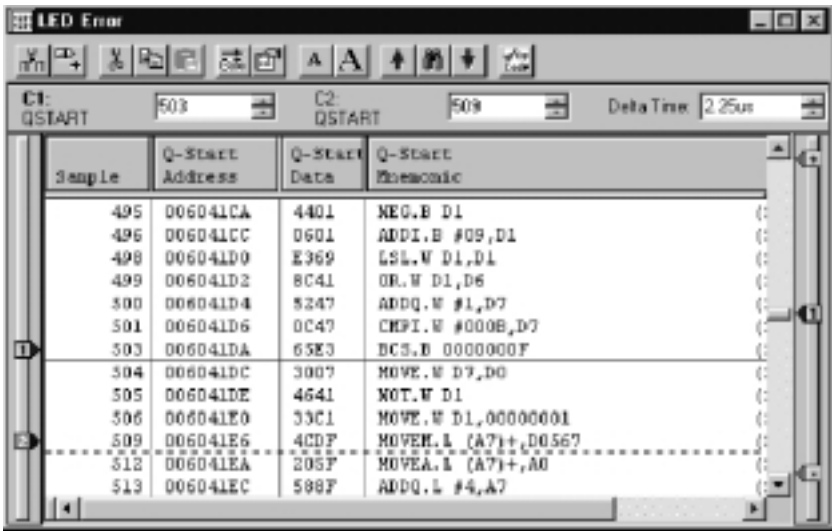 LED Error
A A
C1:
QSTART 503
C2:
QSTART 509
Delta Time: 2.25us
Sample
Q-Start
Address
Q-Start
Data
Q-Start
Mnemonic
495 006041CA 4401 NEG.B D1
496 006041CC 0601 ADDI.B #09,D1
498 006041D0 E369 LSL.W D1,D1
499 006041D2 8C41 OR.W D1,D6
500 006041D4 5247 ADDQ.W #1,D7
501 006041D6 0C47 CMPI.W #000B,D7
503 006041DA 65E3 BCS.B 0000000F
504 006041DC 3007 MOVE.W D7,D0
505 006041DE 4641 NOT.W D1
506 006041E0 33C1 MOVE.W D1,00000001
509 006041E6 4CDF MOVEM.L (A7)+,D0567
512 006041EA 205F MOVEA.L (A7)+,A0
513 006041EC 588F ADDQ.L #4,A7